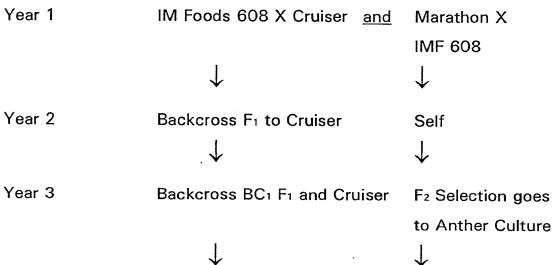 Year 1 IM Foods 608 X Cruiser and Marathon X
IMF 608
↓ ↓
Year 2 Backcross F₁ to Cruiser Self
↓ ↓
Year 3 Backcross BC₁ F₁ and Cruiser F₂ Selection goes
to Anther Culture
↓ ↓